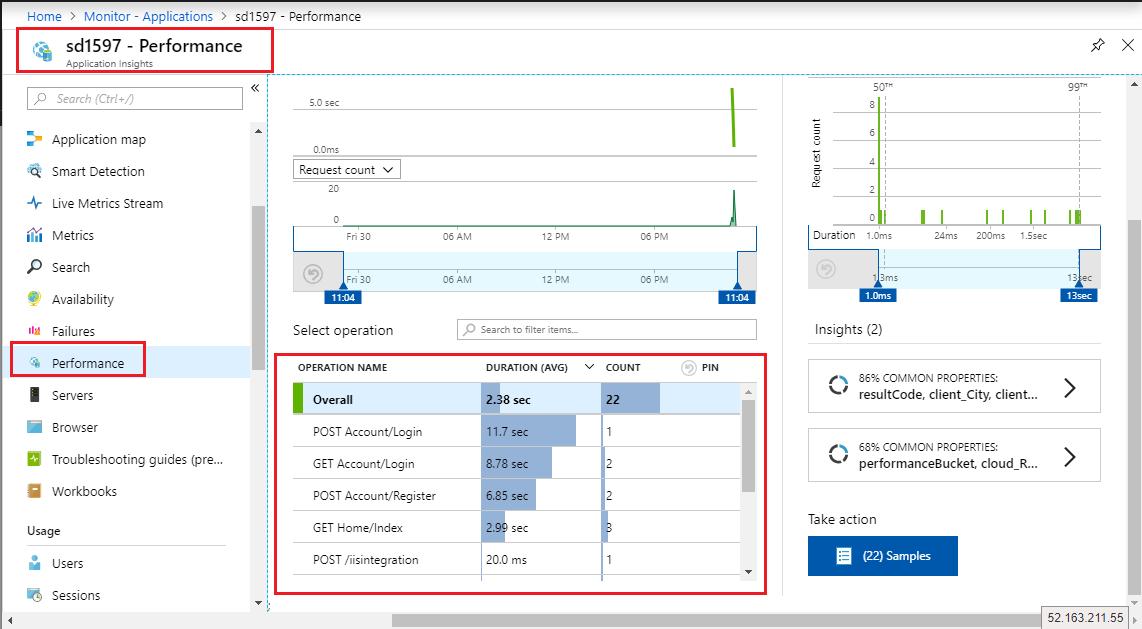 Home > Monitor - Applications > sd1597 - Performance
sd1597 - Performance
Application Insights
Search (Ctrl+/)
Application map
Smart Detection
Live Metrics Stream
Metrics
Search
Availability
Failures
Performance
Servers
Browser
Troubleshooting guides (pre...
Workbooks
Usage
Users
Sessions
5.0 sec
0.0ms
Request count
20
0
Fri 30 06 AM 12 PM 06 PM
Fri 30 06 AM 12 PM 06 PM
11:04 11:04
Select operation
Search to filter items...
OPERATION NAME DURATION (AVG) COUNT PIN
Overall 2.38 sec 22
POST Account/Login 11.7 sec 1
GET Account/Login 8.78 sec 2
POST Account/Register 6.85 sec 2
GET Home/Index 2.99 sec 3
POST /iisintegration 20.0 ms 1
50TH 99TH
Request count
8
6
4
2
0
Duration 1.0ms 24ms 200ms 1.5sec
1.3ms 13sec
1.0ms 13sec
Insights (2)
86% COMMON PROPERTIES:
resultCode, client_City, client...
68% COMMON PROPERTIES:
performanceBucket, cloud_R...
Take action
(22) Samples
52.163.211.55